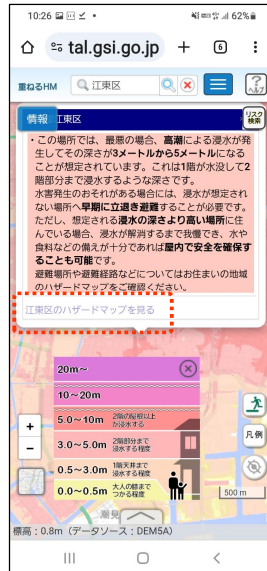 10:26
62%
tal.gsi.go.jp
6
重ねるHM
江東区
ヘルプ
情報
江東区
リスク
検索
・この場所では、最悪の場合、高潮による浸水が発
生してその深さが3メートルから5メートルになる
ことが想定されています。これは1階が水没して2
階部分まで浸水するような深さです。
水害発生のおそれがある場合には、浸水が想定され
ない場所へ早期に立退き避難することが必要です。
ただし、想定される浸水の深さより高い場所に住
んでいる場合、浸水が解消するまで我慢でき、水や
食料などの備えが十分であれば屋内で安全を確保す
ることも可能です。
避難場所や避難経路などについてはお住まいの地域
のハザードマップをご確認ください。
江東区のハザードマップを見る
20m～
10～20m
5.0～10m 2階の屋根以上
が浸水する
3.0～5.0m 2階部分まで
浸水する程度
0.5～3.0m 1階天井まで
浸水する程度
0.0～0.5m 大人の膝まで
つかる程度
凡例
500 m
潮見
標高：0.8m（データソース：DEM5A）